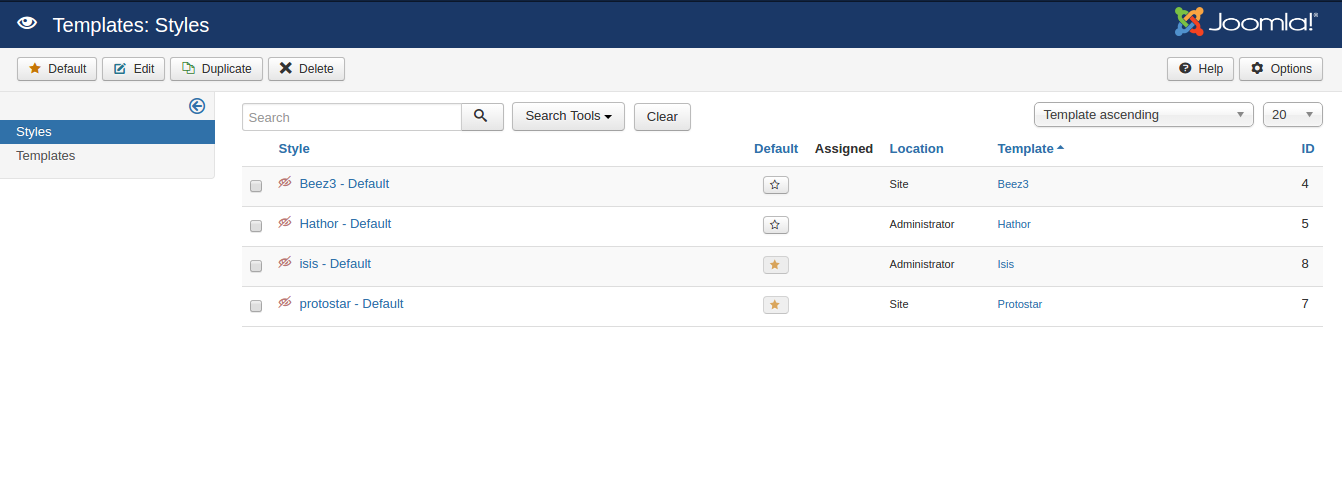 Templates: Styles
Joomla!®
Default Edit Duplicate Delete Help Options
Styles
Templates
Search Search Tools Clear Template ascending 20
Style Default Assigned Location Template ID
Beez3 - Default Site Beez3 4
Hathor - Default Administrator Hathor 5
isis - Default Administrator Isis 8
protostar - Default Site Protostar 7